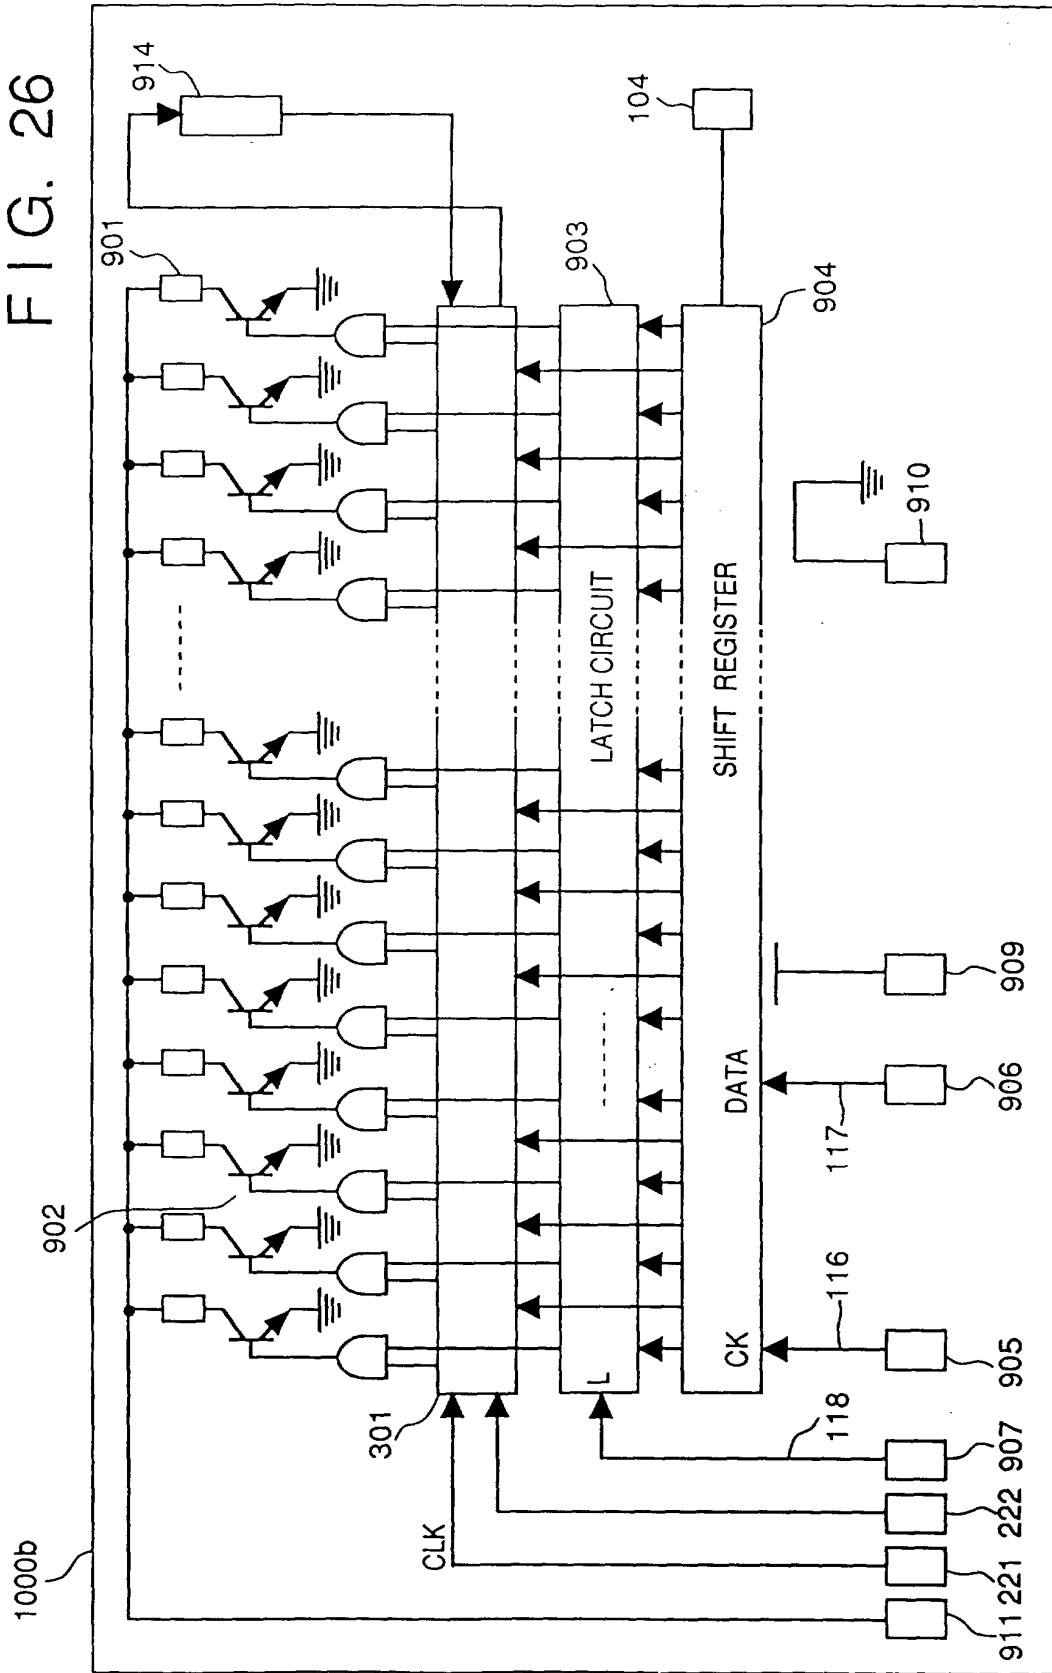 FIG. 26
1000b
914
901
902
104
903
904
301
CLK
L
LATCH CIRCUIT
CK
DATA
SHIFT REGISTER
118
116
117
911
221
222
907
905
906
909
910